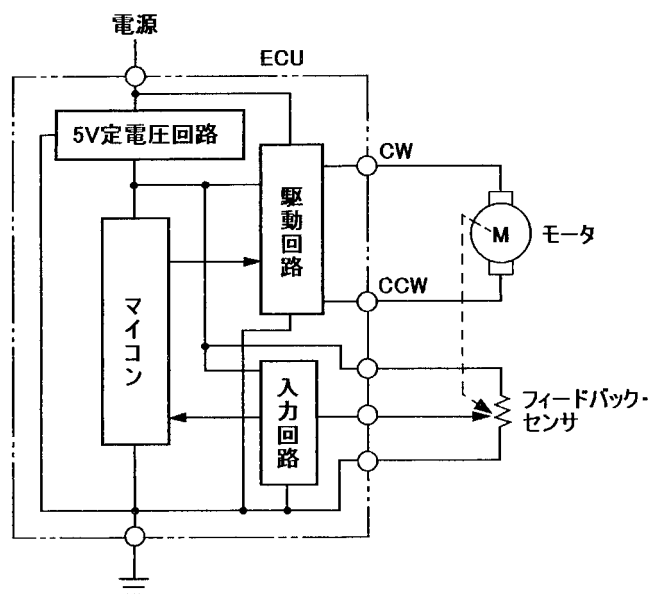 電源
ECU
5V定電圧回路
CW
駆動回路
M
モータ
CCW
マイコン
入力回路
フィードバック・
センサ